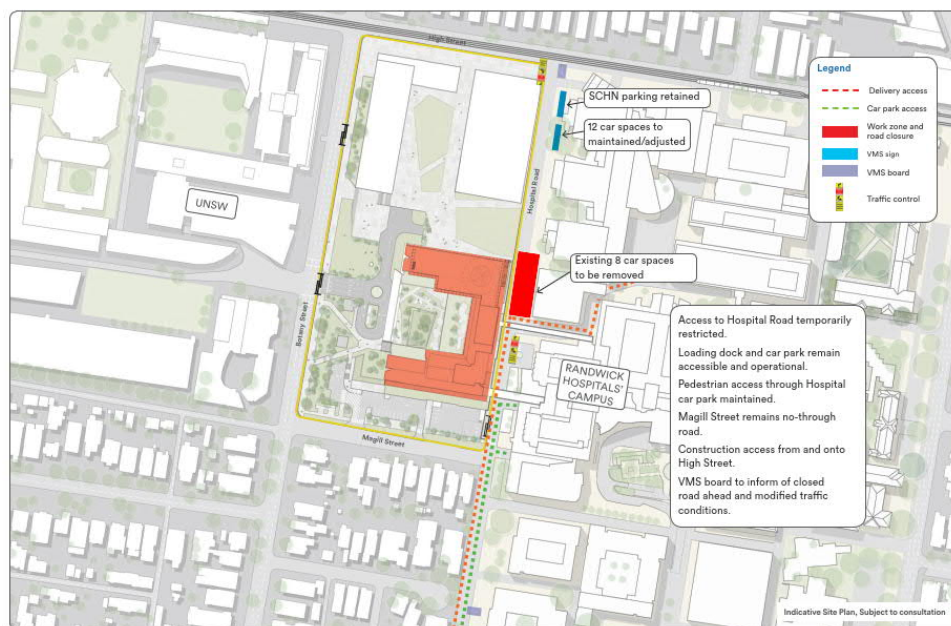 High Street
SCHN parking retained
12 car spaces to
maintained/adjusted
Hospital Road
UNSW
Existing 8 car spaces
to be removed
Botany Street
RANDWICK
HOSPITALS'
CAMPUS
Magill Street
Legend
Delivery access
Car park access
Work zone and
road closure
VMS sign
VMS board
Traffic control
Access to Hospital Road temporarily
restricted.
Loading dock and car park remain
accessible and operational.
Pedestrian access through Hospital
car park maintained.
Magill Street remains no-through
road.
Construction access from and onto
High Street.
VMS board to inform of closed
road ahead and modified traffic
conditions.
Indicative Site Plan, Subject to consultation